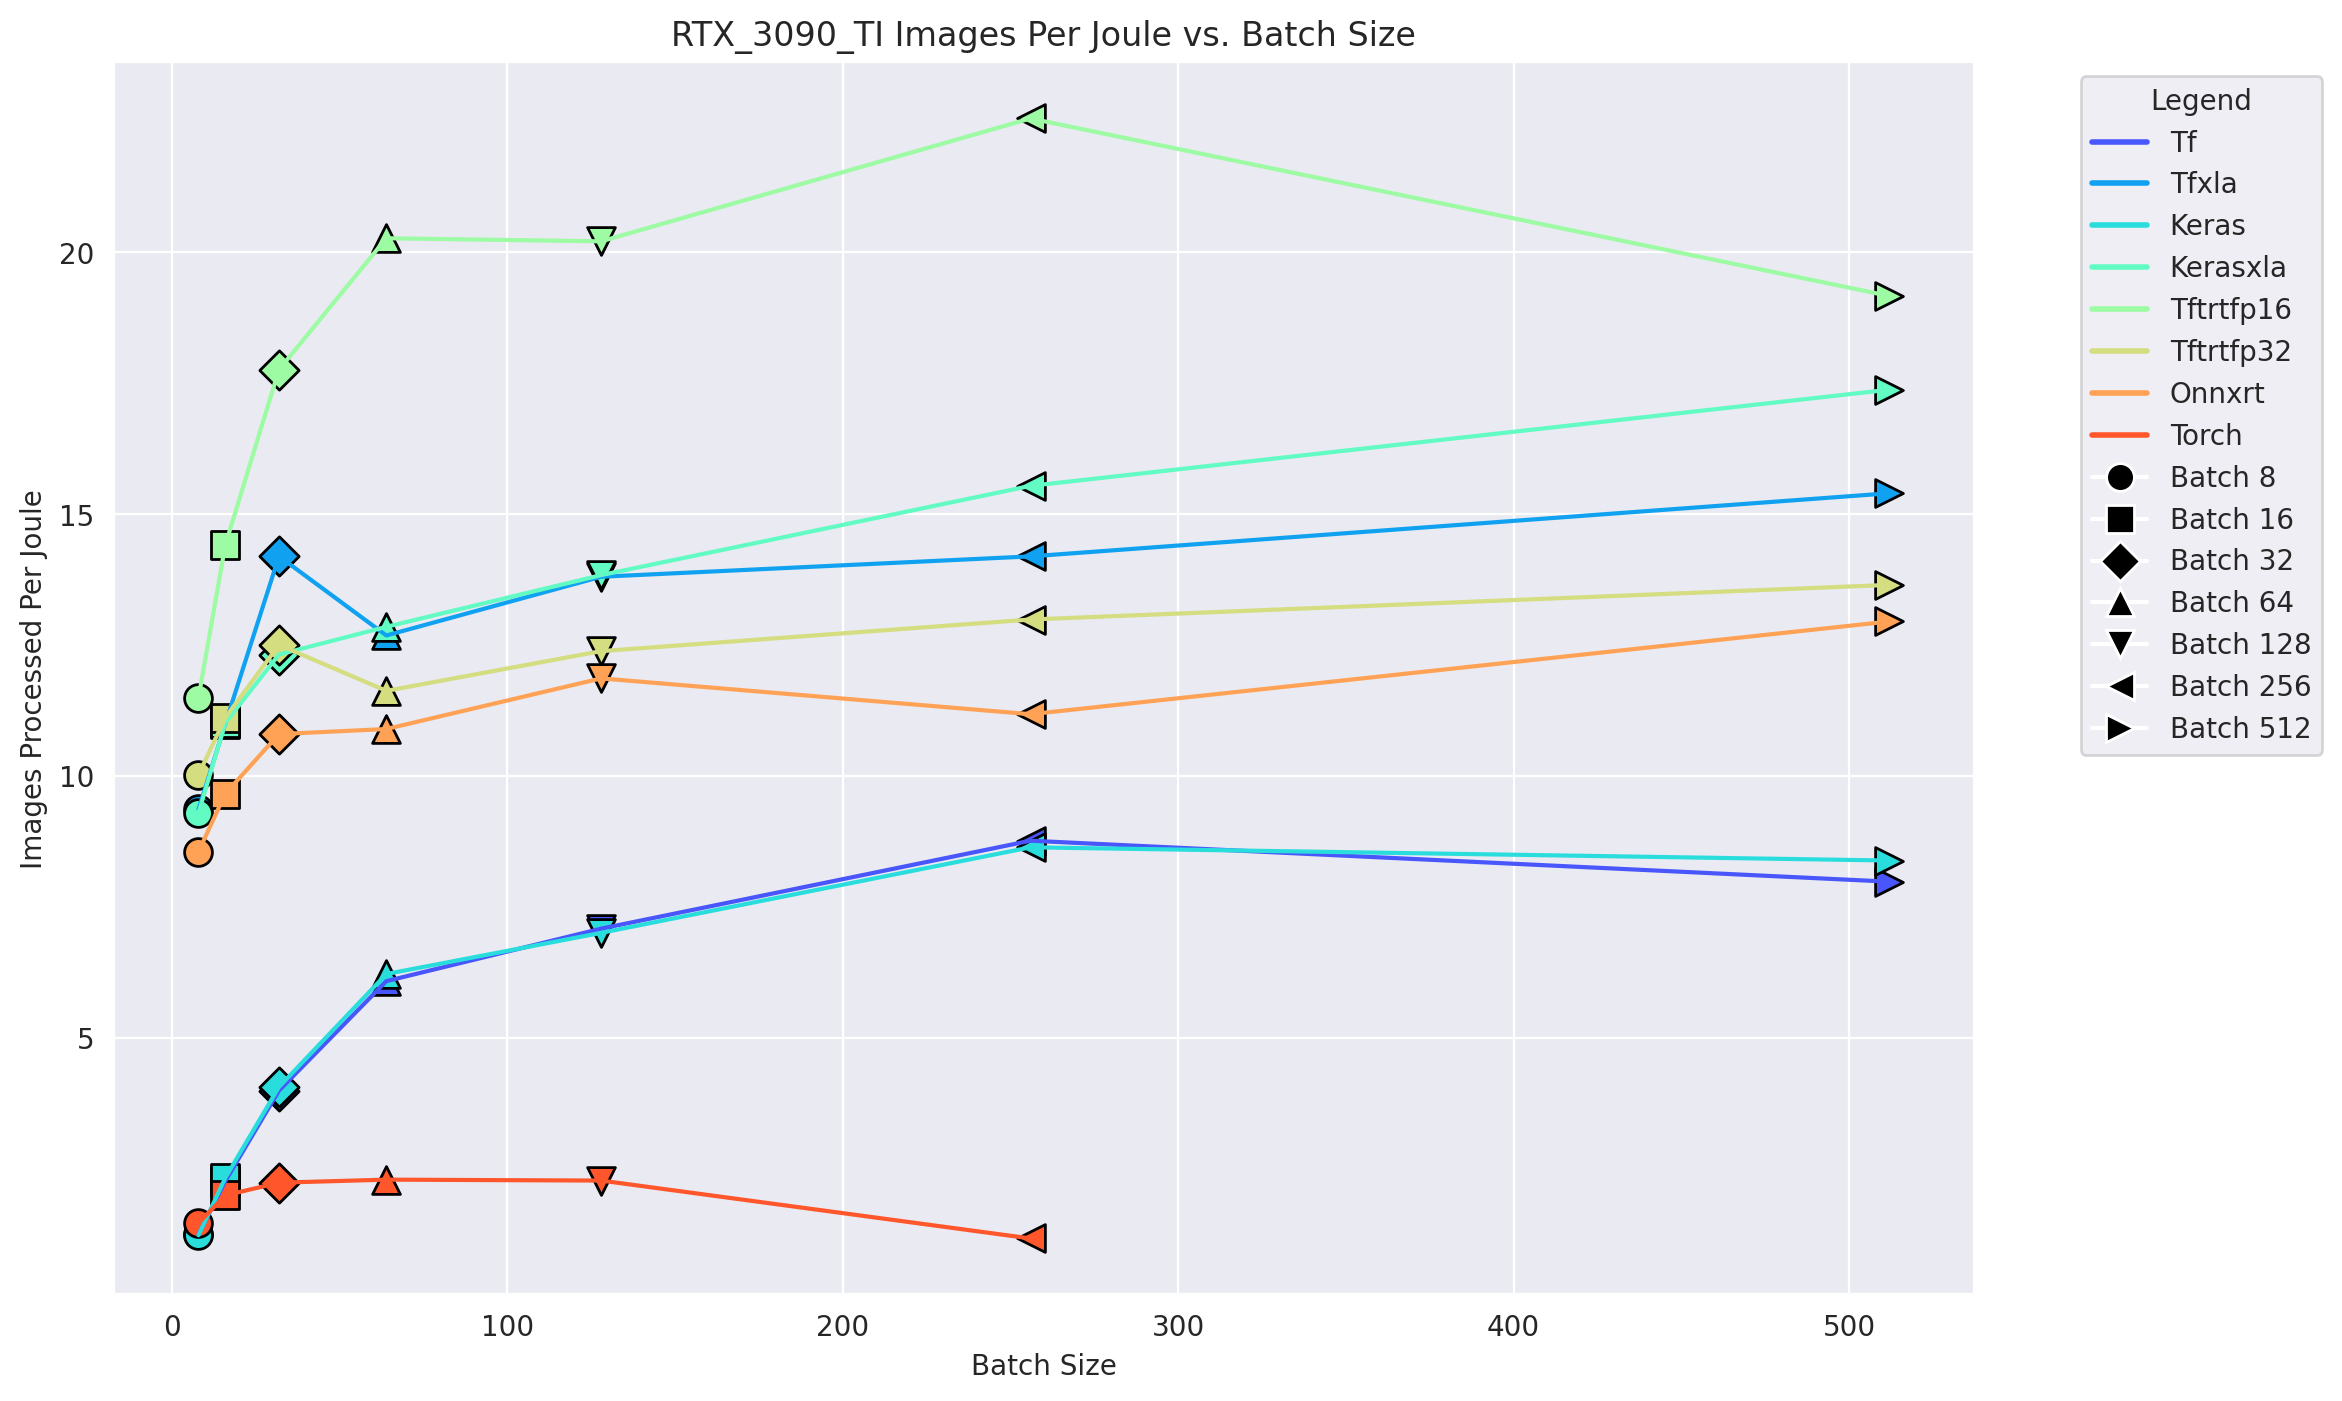 RTX_3090_TI Images Per Joule vs. Batch Size
Images Processed Per Joule
20
15
10
5
0
100
200
300
400
500
Batch Size
Legend
Tf
Tfxla
Keras
Kerasxla
Tftrtfp16
Tftrtfp32
Onnxrt
Torch
Batch 8
Batch 16
Batch 32
Batch 64
Batch 128
Batch 256
Batch 512